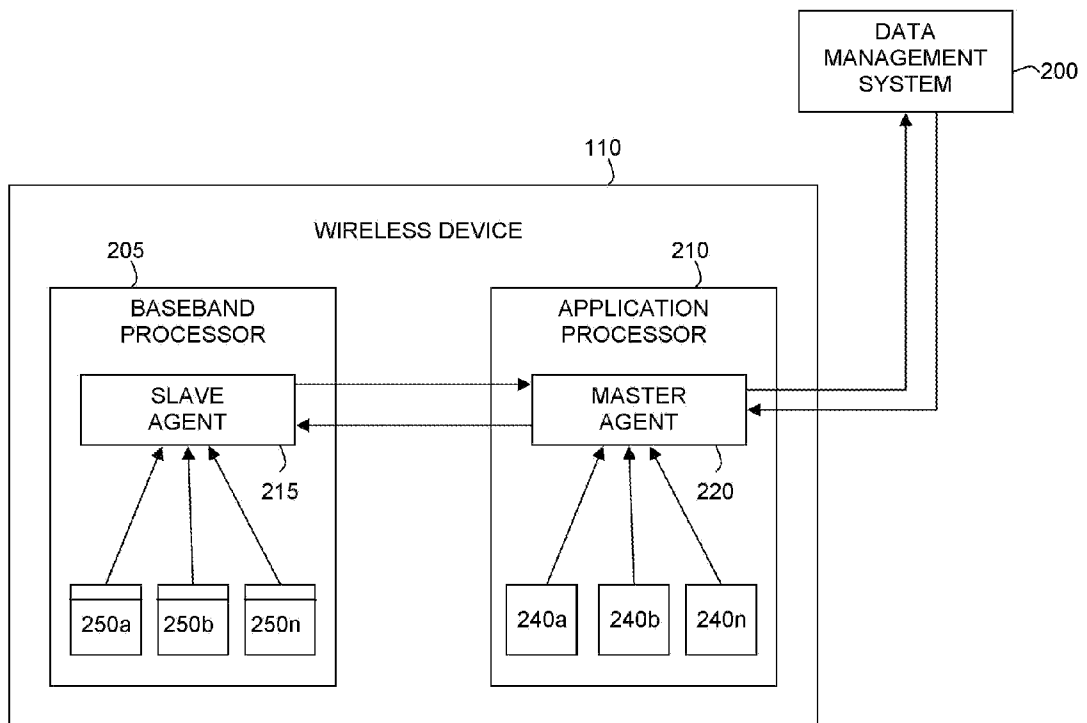 DATA
MANAGEMENT
SYSTEM
200
110
WIRELESS DEVICE
205
210
BASEBAND
PROCESSOR
APPLICATION
PROCESSOR
SLAVE
AGENT
MASTER
AGENT
215
220
250a
250b
250n
240a
240b
240n